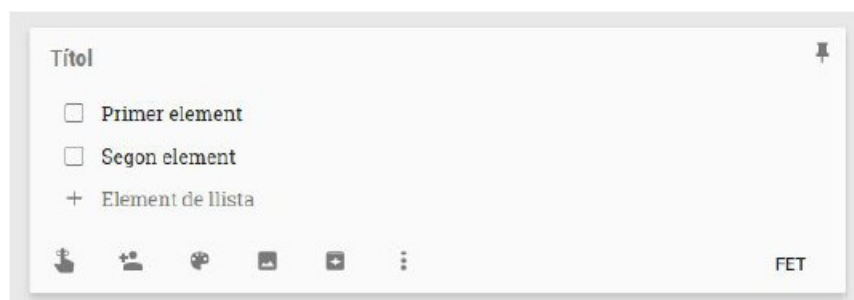 Títol
Primer element
Segon element
Element de llista
FET